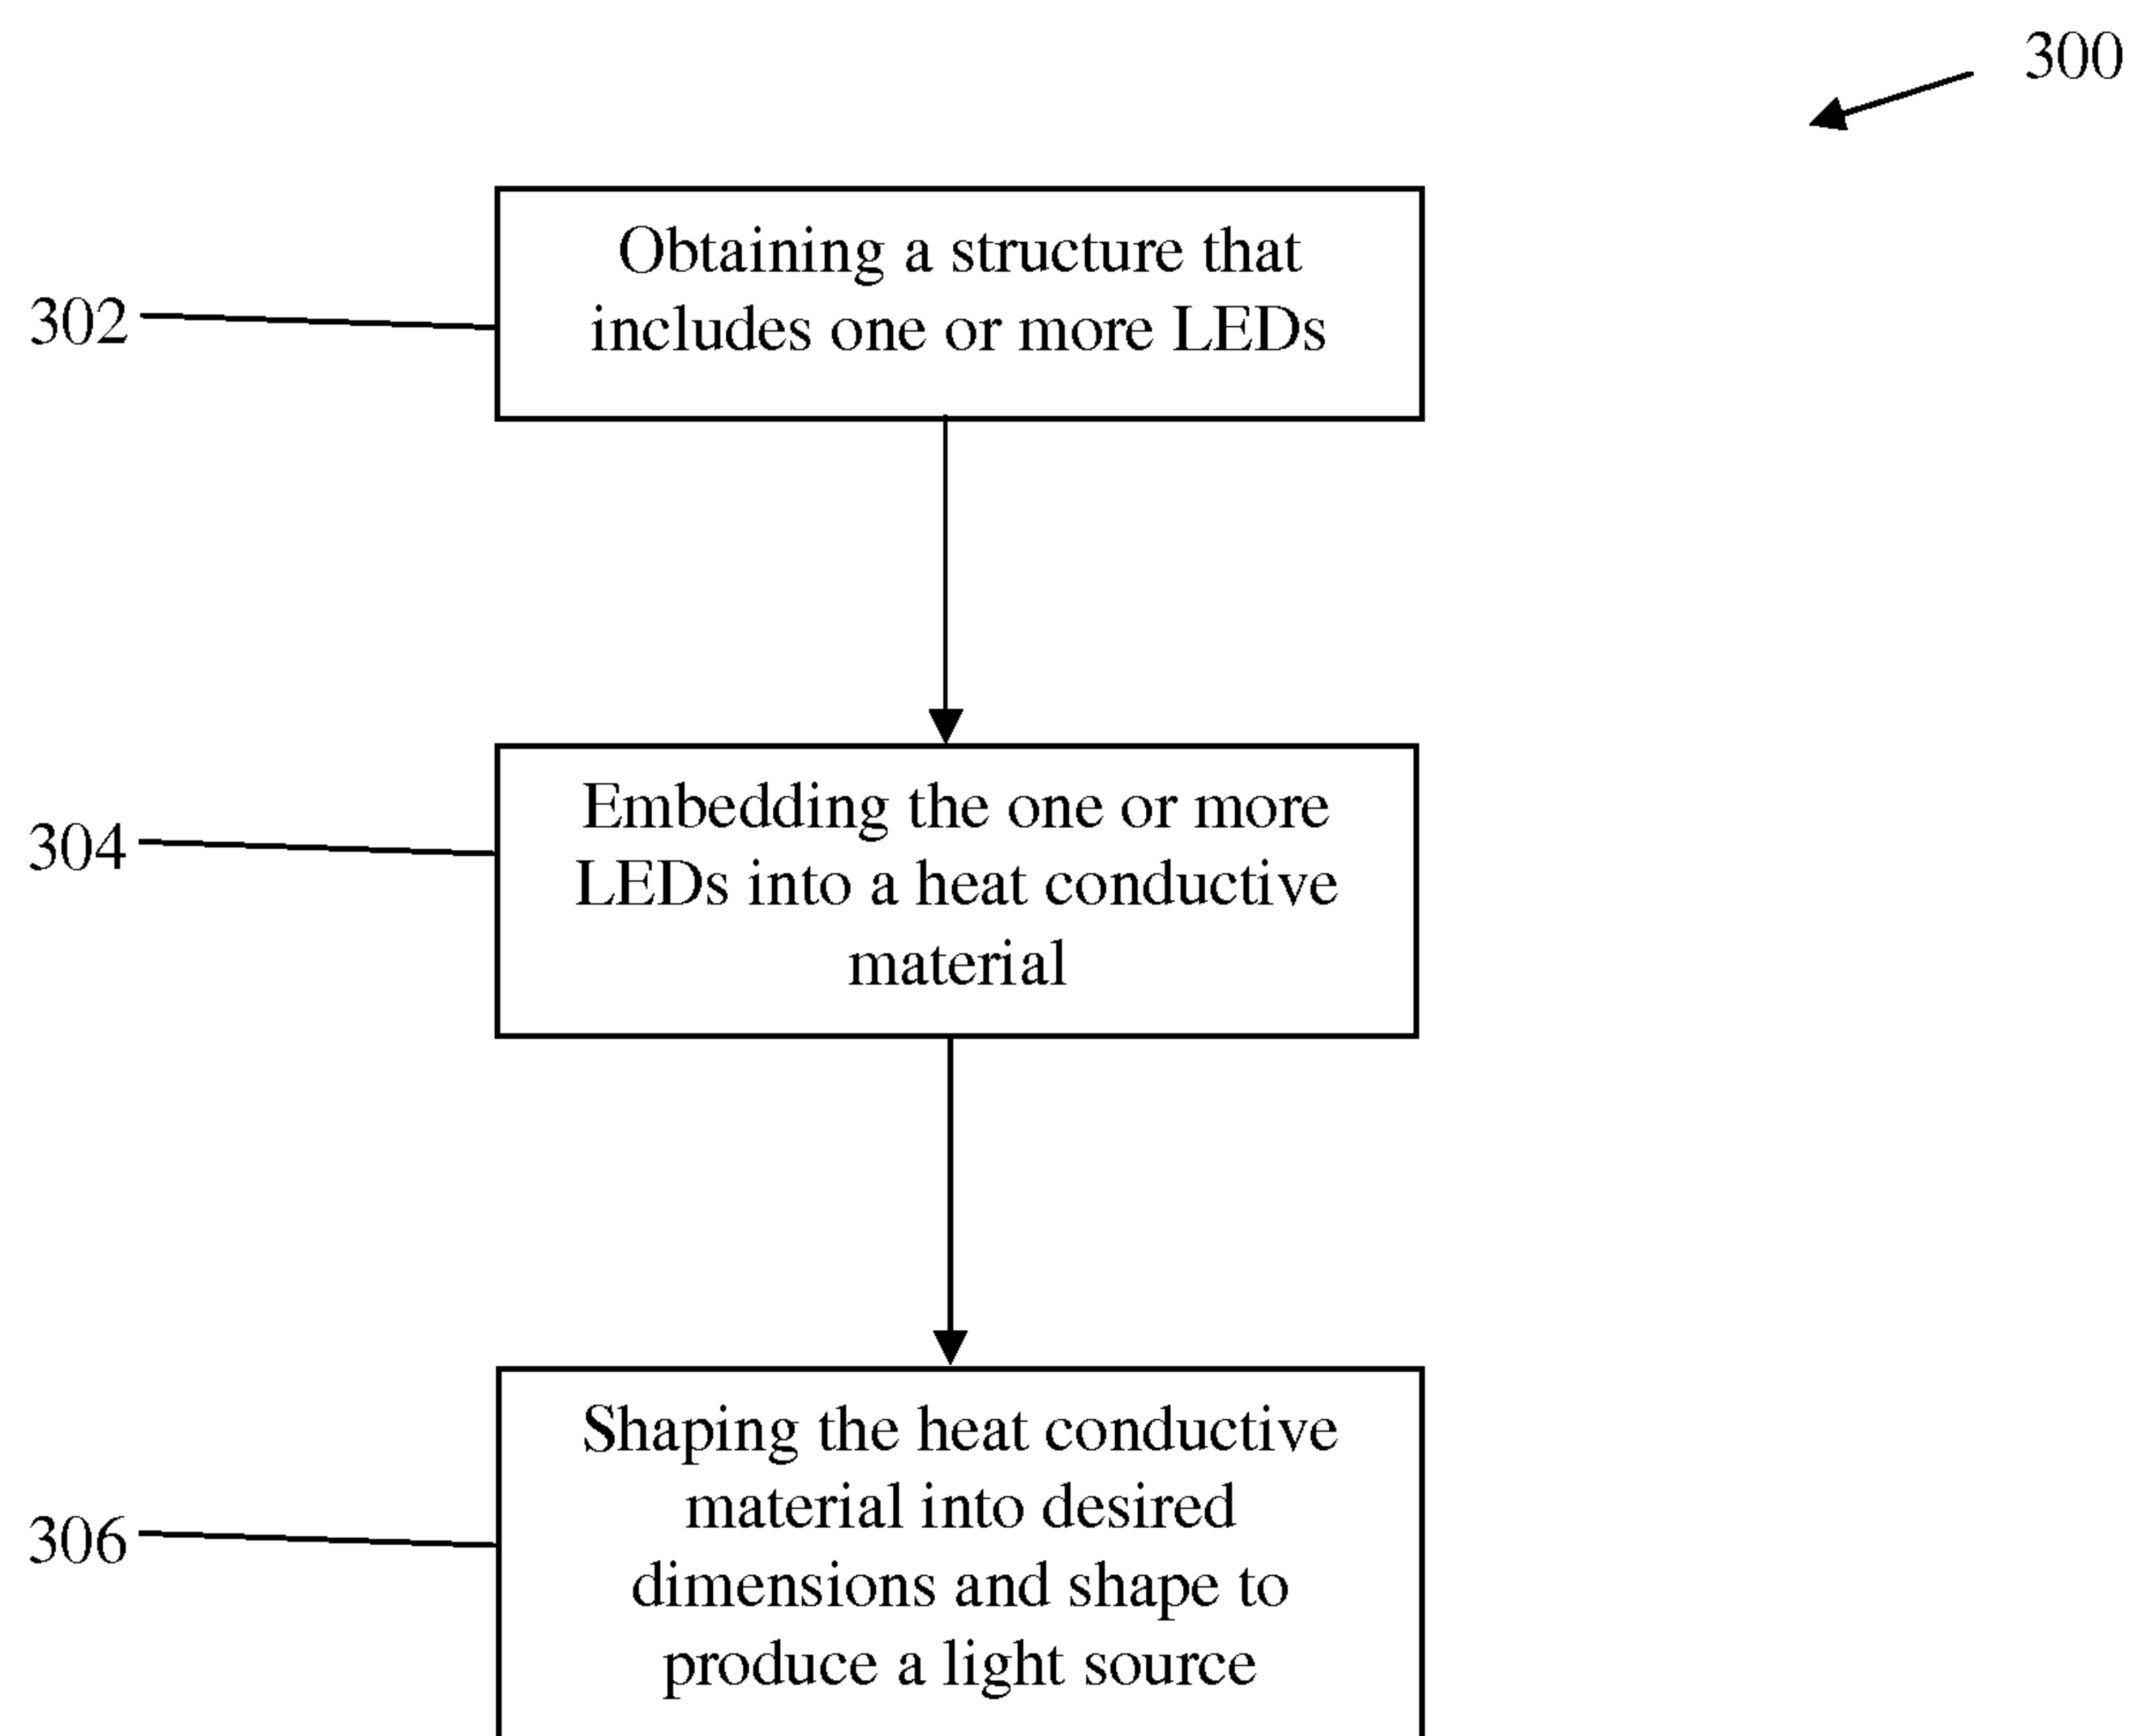 300
302
Obtaining a structure that
includes one or more LEDs
304
Embedding the one or more
LEDs into a heat conductive
material
306
Shaping the heat conductive
material into desired
dimensions and shape to
produce a light source